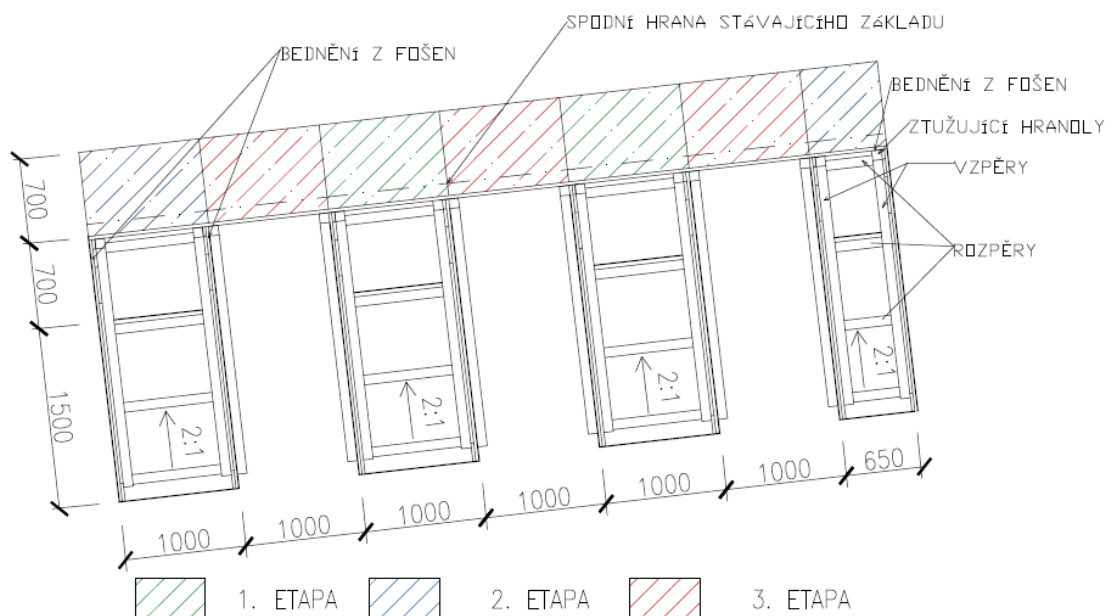 SPODNÍ HRANA STÁVAJÍCÍHO ZÁKLADU
BEDNĚNÍ Z FOŠEN
BEDNĚNÍ Z FOŠEN
ZTUŽUJÍCÍ HRANOLY
VZPĚRY
ROZPĚRY
700
700
1500
2:1
2:1
2:1
2:1
1000
1000
1000
1000
1000
1000
650
1. ETAPA
2. ETAPA
3. ETAPA